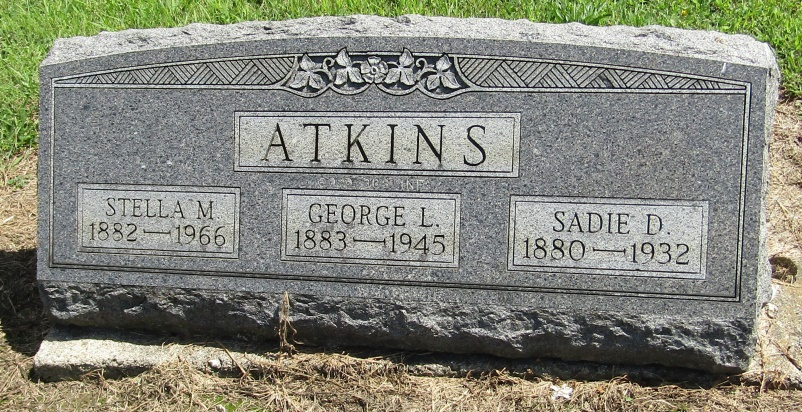 ATKINS
STELLA M
1882—1966
GEORGE L.
1883—1945
SADIE D.
1880—1932